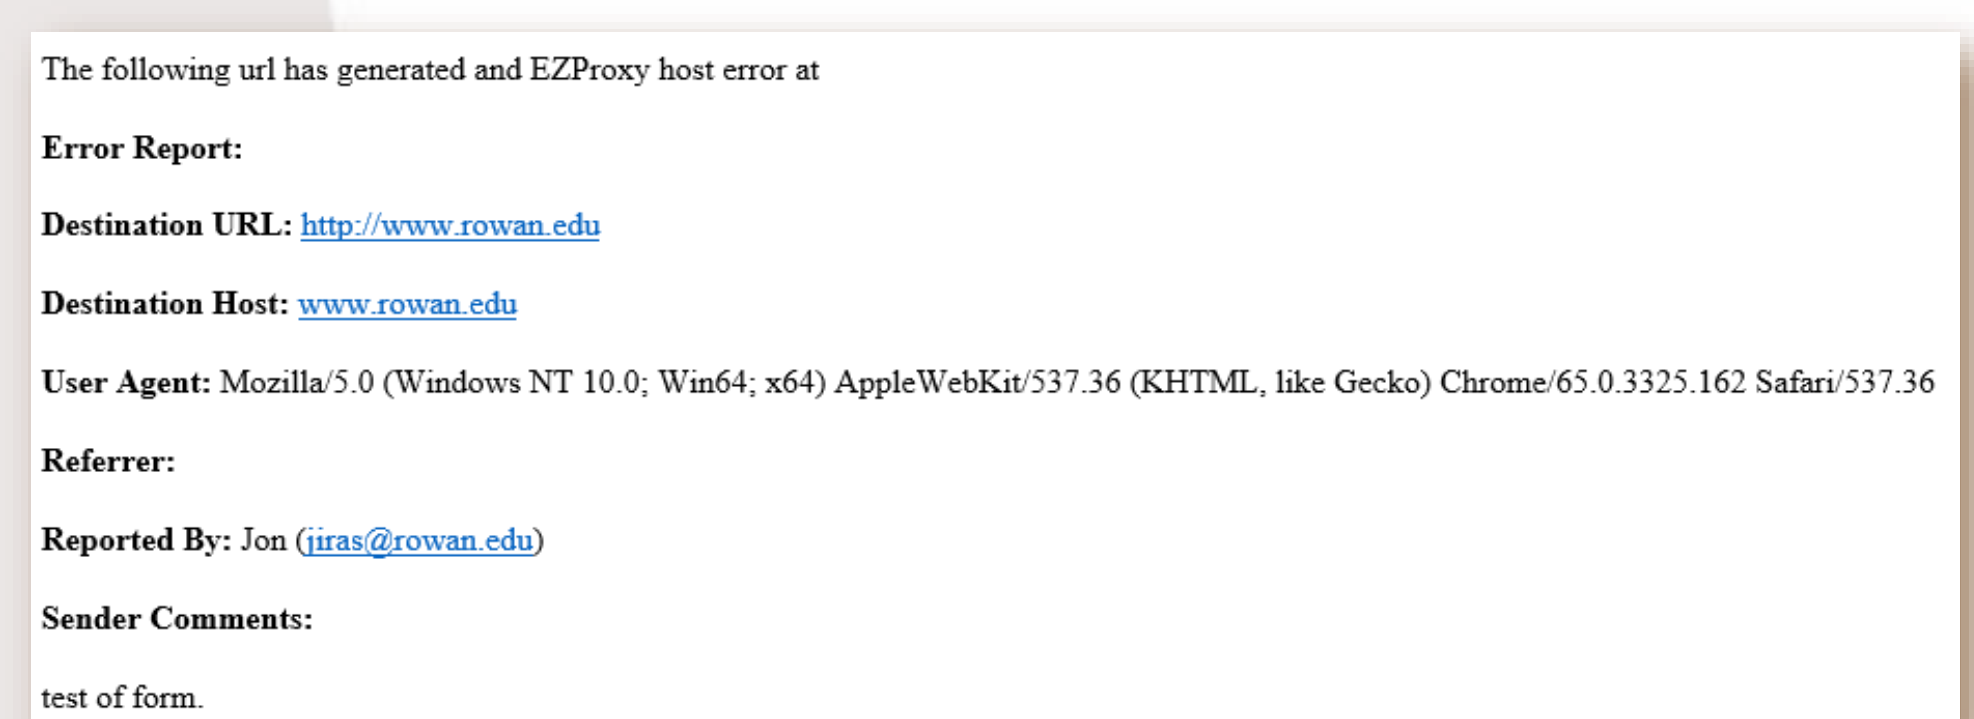 The following url has generated and EZProxy host error at
Error Report:
Destination URL: http://www.rowan.edu
Destination Host: www.rowan.edu
User Agent: Mozilla/5.0 (Windows NT 10.0; Win64; x64) AppleWebKit/537.36 (KHTML, like Gecko) Chrome/65.0.3325.162 Safari/537.36
Referrer:
Reported By: Jon (jiras@rowan.edu)
Sender Comments:
test of form.